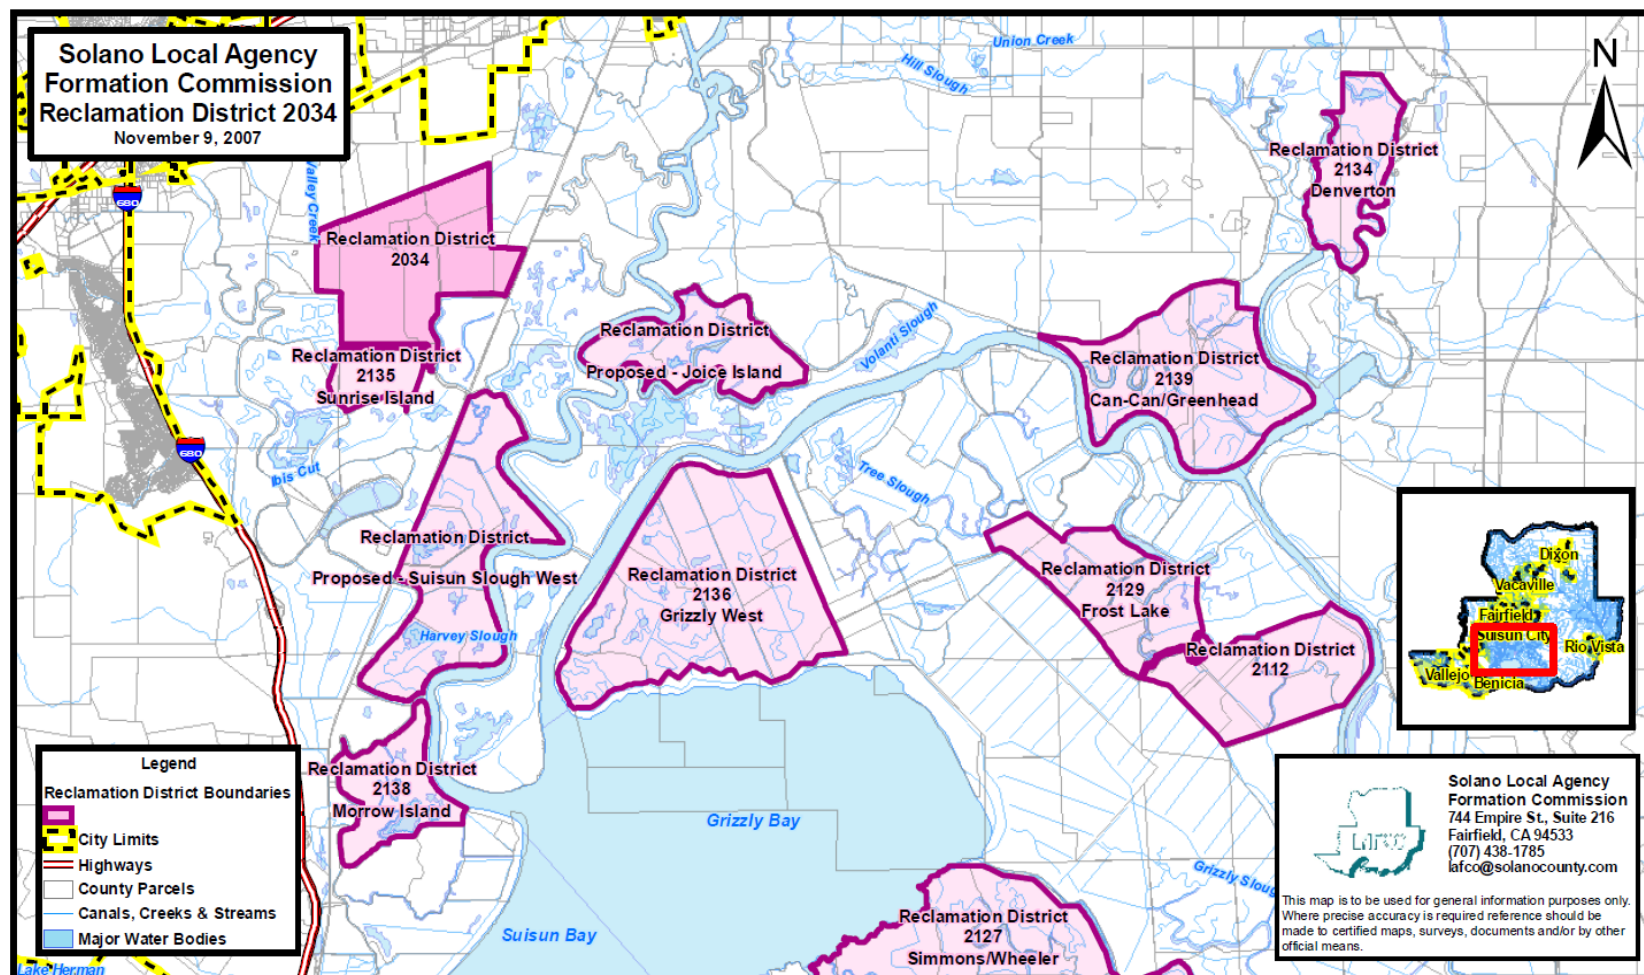 Solano Local Agency
Formation Commission
Reclamation District 2034
November 9, 2007
Union Creek
Hill Slough
N
Valley Creek
680
Reclamation District
2134
Denverton
Reclamation District
2034
Reclamation District
2135
Sunrise Island
Reclamation District
Proposed - Joice Island
Volanti Slough
Reclamation District
2139
Can-Can/Greenhead
680
Ibis Cut
Tree Slough
Reclamation District
Proposed - Suisun Slough West
Harvey Slough
Reclamation District
2136
Grizzly West
Reclamation District
2129
Frost Lake
Reclamation District
2112
Dixon
Vacaville
Fairfield
Suisun City
Rio Vista
Vallejo
Benicia
Reclamation District
2138
Morrow Island
Grizzly Bay
Suisun Bay
Grizzly Sloug
Reclamation District
2127
Simmons/Wheeler
Lake Herman
Legend
Reclamation District Boundaries
City Limits
Highways
County Parcels
Canals, Creeks & Streams
Major Water Bodies
LAFCO
Solano Local Agency
Formation Commission
744 Empire St., Suite 216
Fairfield, CA 94533
(707) 438-1785
lafco@solanocounty.com
This map is to be used for general information purposes only.
Where precise accuracy is required reference should be
made to certified maps, surveys, documents and/or by other
official means.